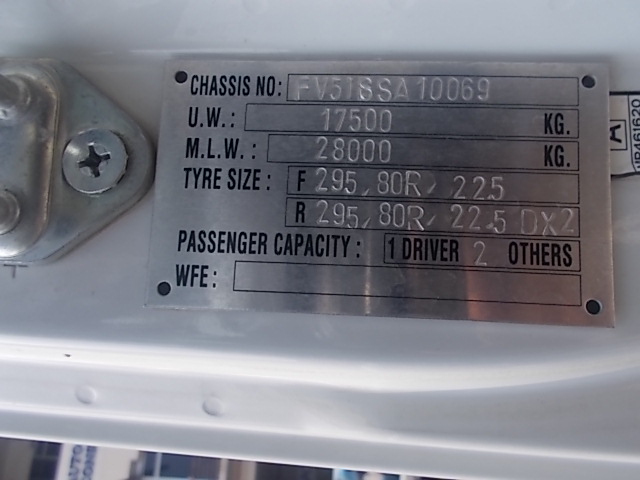 CHASSIS NO: FV51SSA10069
U.W.: 17500 KG.
M.L.W.: 28000 KG.
TYRE SIZE: F 295/80R/ 22.5
R 295/80R/ 22.5 DX2
PASSENGER CAPACITY: 1 DRIVER 2 OTHERS
WFE:
A